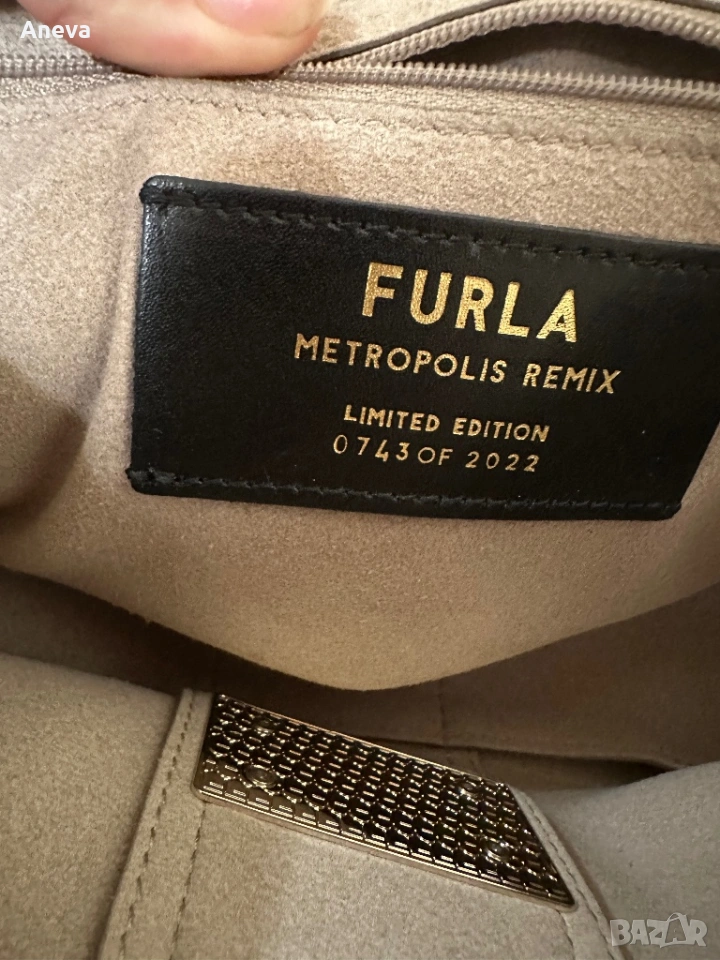 Aneva
FURLA
METROPOLIS REMIX
LIMITED EDITION
0743 OF 2022
BAZAR